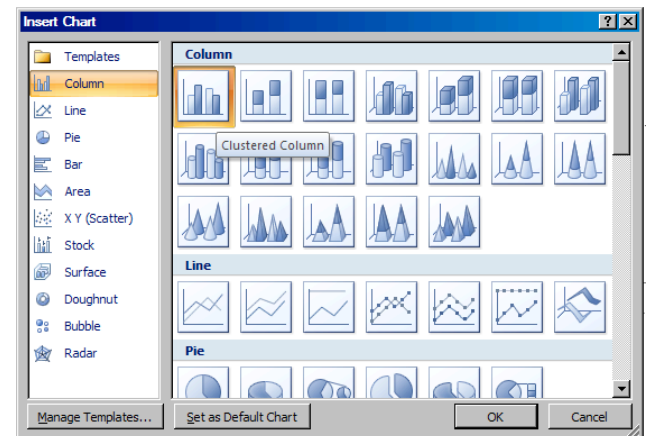 Insert Chart
Templates
Column
Line
Pie
Bar
Area
X Y (Scatter)
Stock
Surface
Doughnut
Bubble
Radar
Column
Clustered Column
Line
Pie
Manage Templates...
Set as Default Chart
OK
Cancel